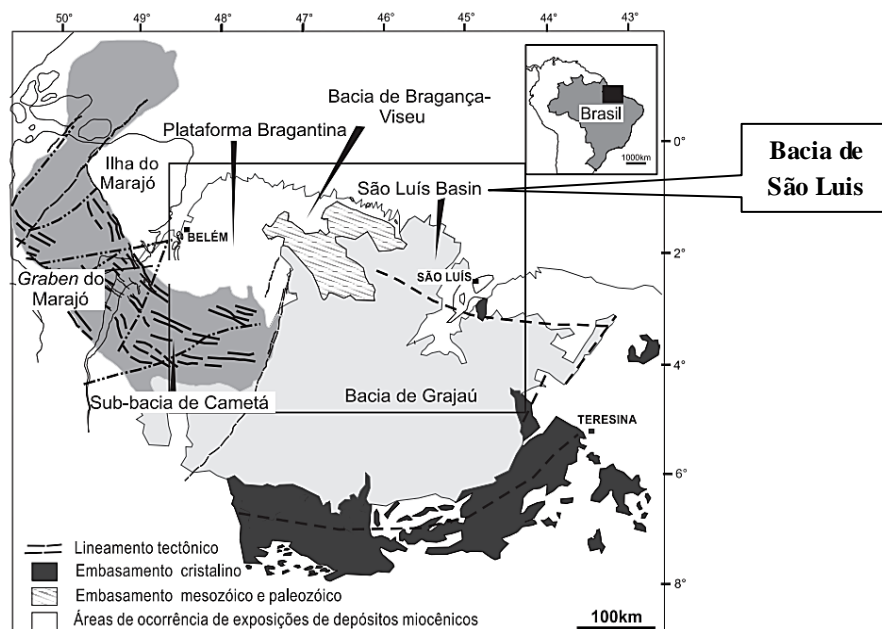 50°
49°
48°
47°
46°
45°
44°
43°
Brasil
1000km
Bacia de
São Luis
Bacia de Bragança-
Viseu
Plataforma Bragantina
São Luís Basin
Ilha do
Marajó
BELÉM
0°
2°
4°
6°
8°
SÃO LUÍS
Graben do
Marajó
Sub-bacia de Cametá
Bacia de Grajaú
TERESINA
Lineamento tectônico
Embasamento cristalino
Embasamento mesozóico e paleozóico
Áreas de ocorrência de exposições de depósitos miocênicos
100km